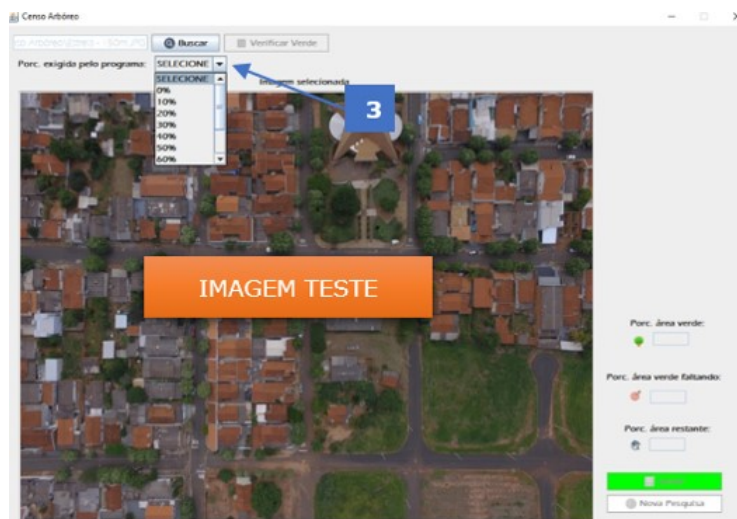 Censo Arbóreo
Buscar
Verificar Verde
Porc. exigida pelo programa:
SELECIONE
SELECIONE
0%
10%
20%
30%
40%
50%
60%
Imagem selecionada
3
IMAGEM TESTE
Porc. área verde:
Porc. área verde faltando:
Porc. área restante:
Nova Pesquisa